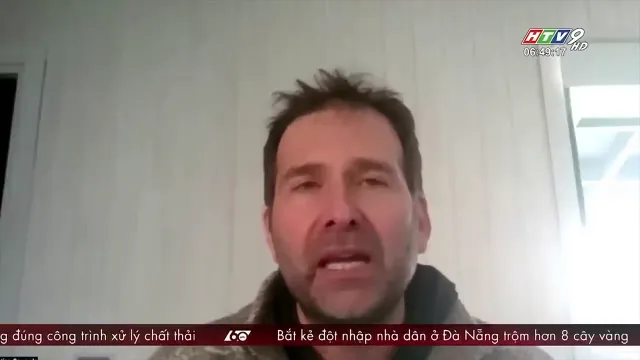 HTV9 HD
06:49:17
g đúng công trình xử lý chất thải 60 Bắt kẻ đột nhập nhà dân ở Đà Nẵng trộm hơn 8 cây vàng